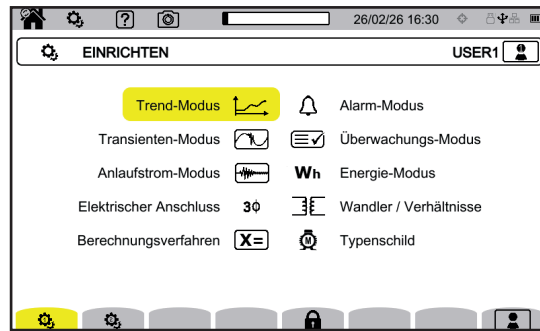 26/02/26 16:30
EINRICHTEN USER1
Trend-Modus Alarm-Modus
Transienten-Modus Überwachungs-Modus
Anlaufstrom-Modus Wh Energie-Modus
Elektrischer Anschluss 3Φ Wandler / Verhältnisse
Berechnungsverfahren X= M Typenschild